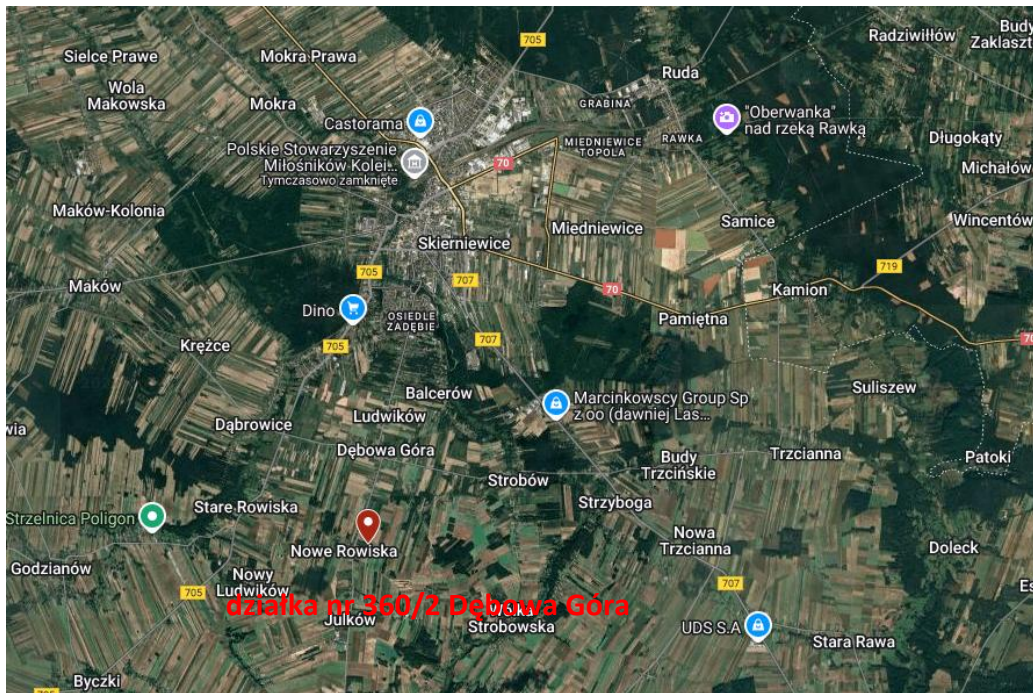 705
Radziwiłłów
Budy
Zaklaszt
Sielce Prawe
Mokra Prawa
Ruda
Wola
Makowska
Mokra
GRABINA
"Oberwanka"
nad rzeką Rawką
Castorama
Polskie Stowarzyszenie
Miłośników Kolei...
Tymczasowo zamknięte
MIEDNIEWICE
TOPOLA
RAWKA
Długokąty
70
Michałów
Maków-Kolonia
Miedniewice
Samice
Wincentów
Skierniewice
705
707
719
Maków
70
Kamion
Dino
OSIEDLE
ZADĘBIE
Pamiętna
70
705
707
Krężce
Balcerów
Suliszew
Marcinkowscy Group Sp
z.oo (dawniej Las...
Ludwików
Dąbrowice
wia
Dębowa Góra
Budy
Trzcińskie
Trzcianna
Patoki
Strobów
Strzyboga
Stare Rowiska
Strzelnica Poligon
Nowa
Trzcianna
Nowe Rowiska
Doleck
Godzianów
Nowy
Ludwików
705
707
Es
działka nr 360/2 Dębowa Góra
Julków
Strobowska
UDS S.A
Stara Rawa
Byczki
705